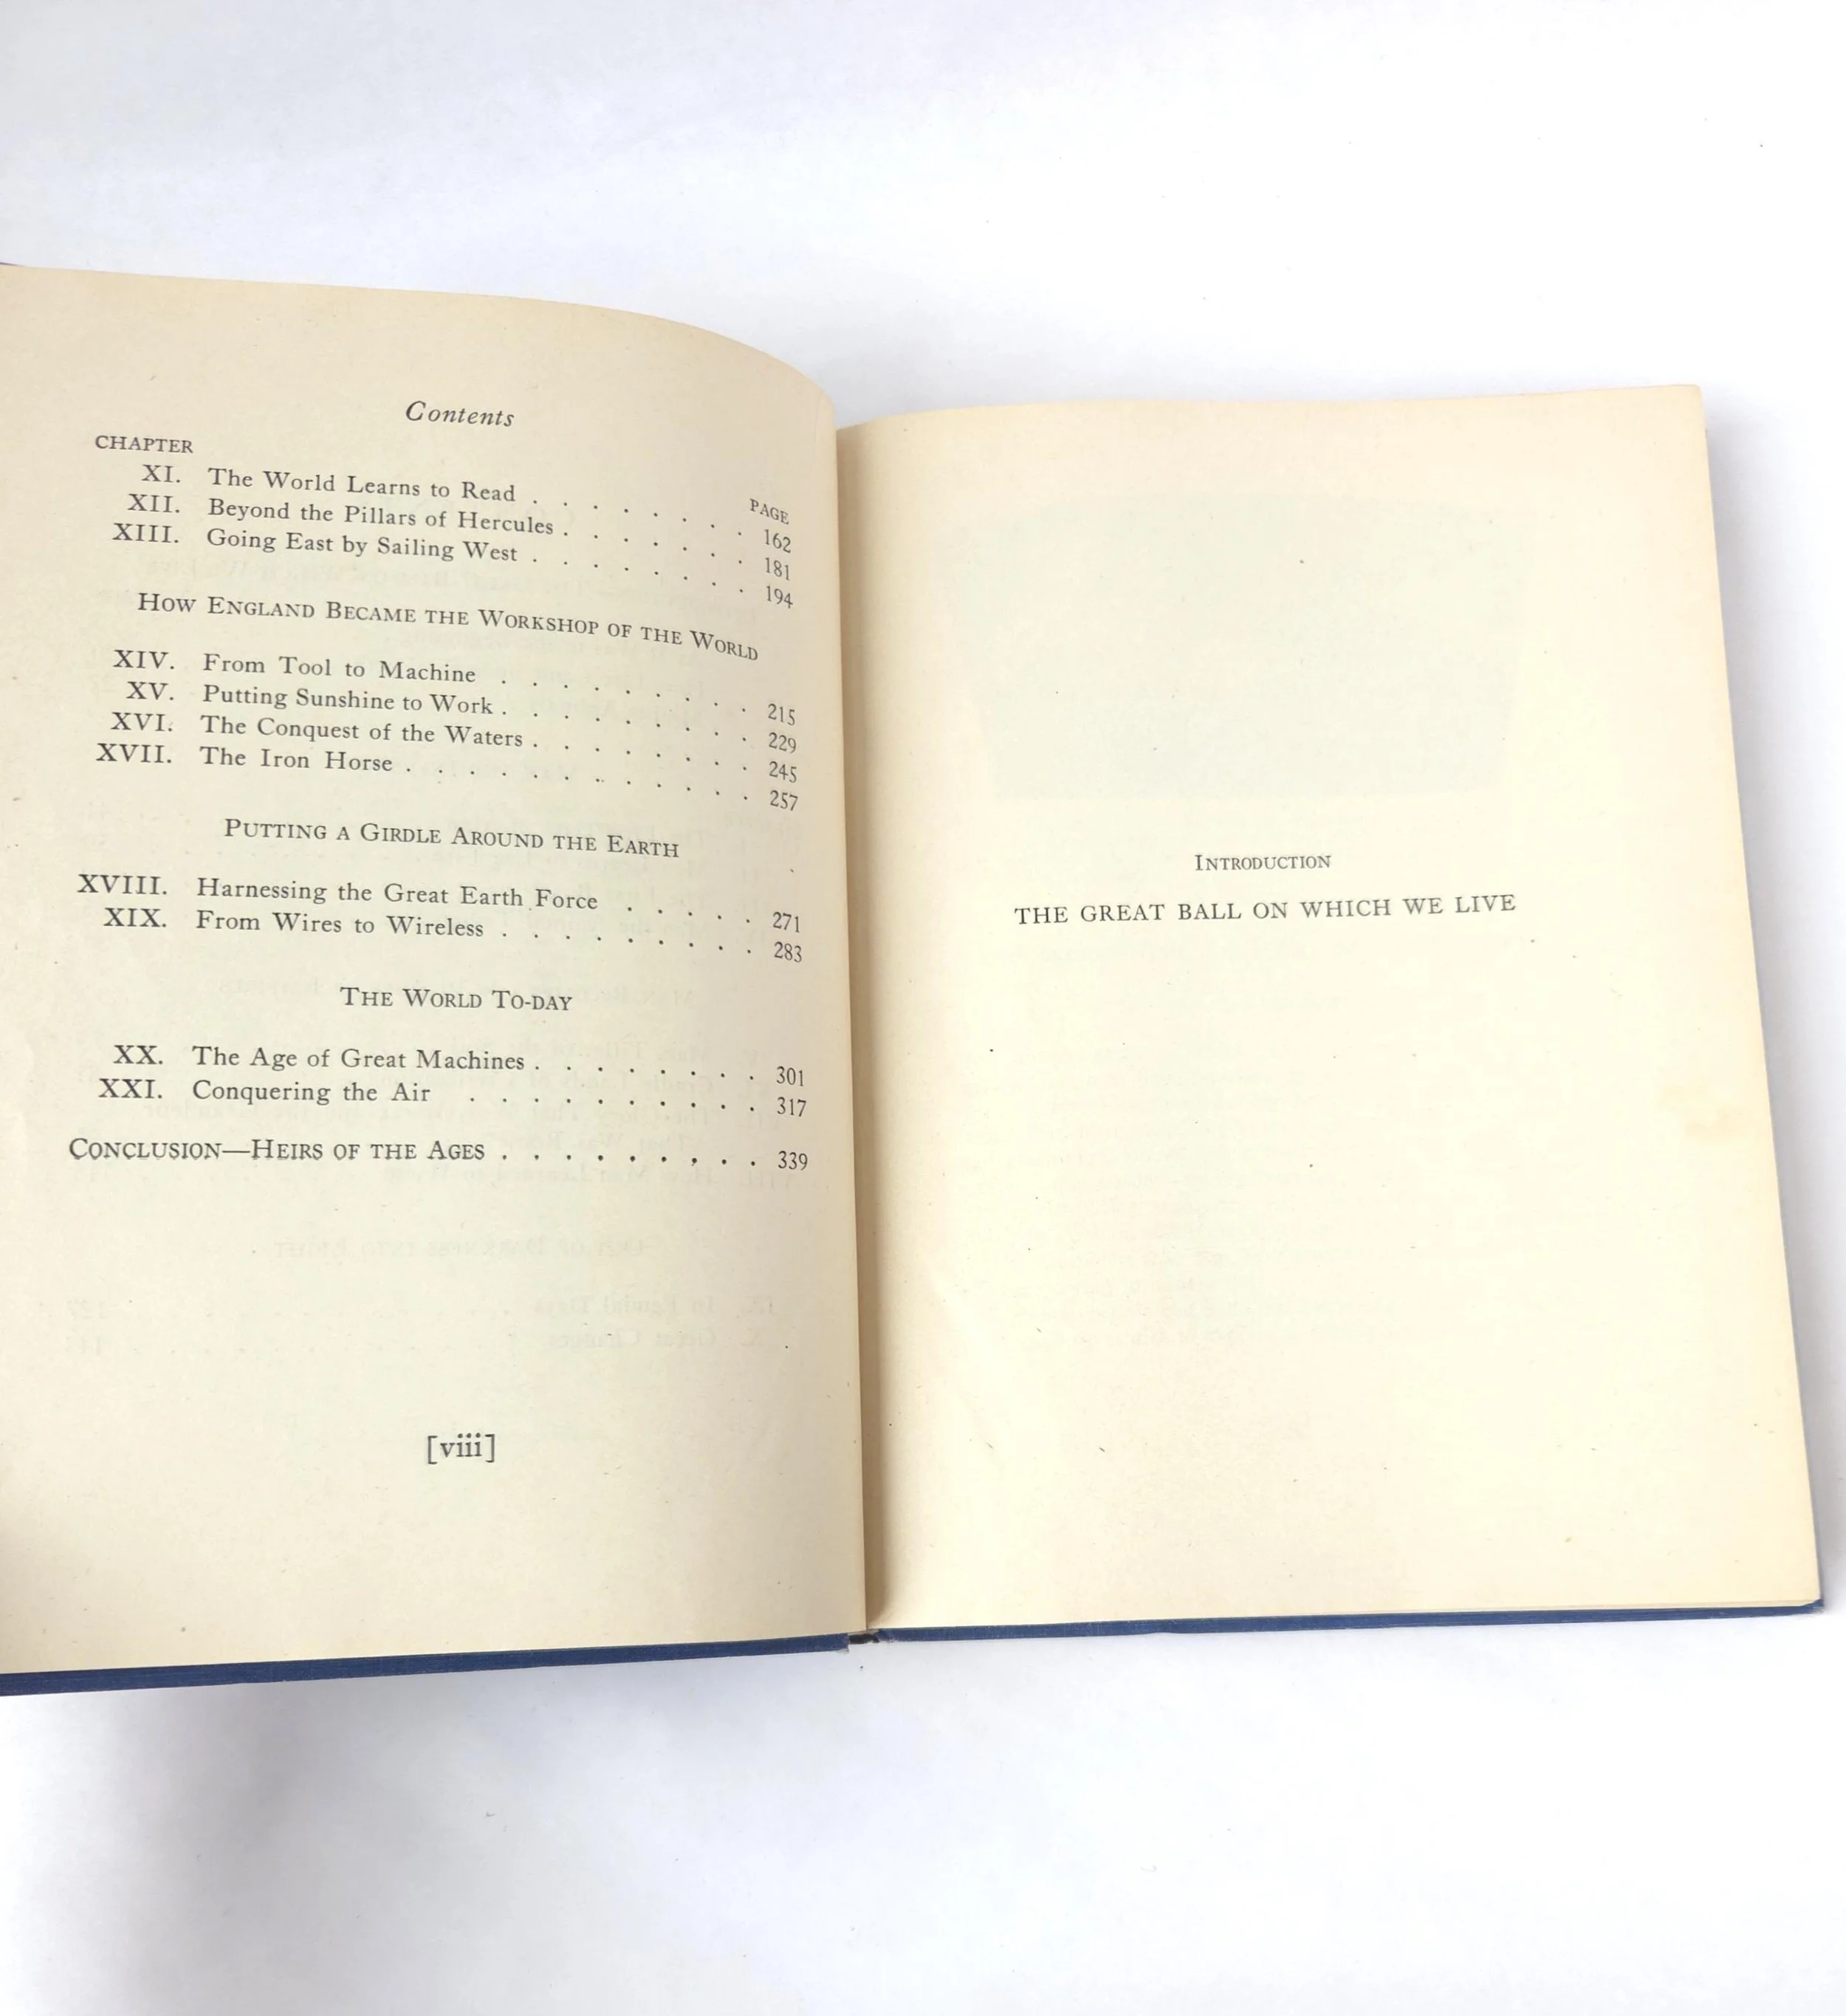 Contents
CHAPTER PAGE
XI. The World Learns to Read . . . . . . . 162
XII. Beyond the Pillars of Hercules . . . . . . . 181
XIII. Going East by Sailing West . . . . . . . . 194
How England Became the Workshop of the World
XIV. From Tool to Machine . . . . . . . . . 215
XV. Putting Sunshine to Work . . . . . . . . . 229
XVI. The Conquest of the Waters . . . . . . . . 245
XVII. The Iron Horse . . . . . . . . . . . . 257
Putting a Girdle Around the Earth
XVIII. Harnessing the Great Earth Force . . . . . 271
XIX. From Wires to Wireless . . . . . . . . . 283
The World To-day
XX. The Age of Great Machines . . . . . . . . 301
XXI. Conquering the Air . . . . . . . . . . 317
Conclusion—Heirs of the Ages . . . . . . . . . 339
[viii]
Introduction
THE GREAT BALL ON WHICH WE LIVE